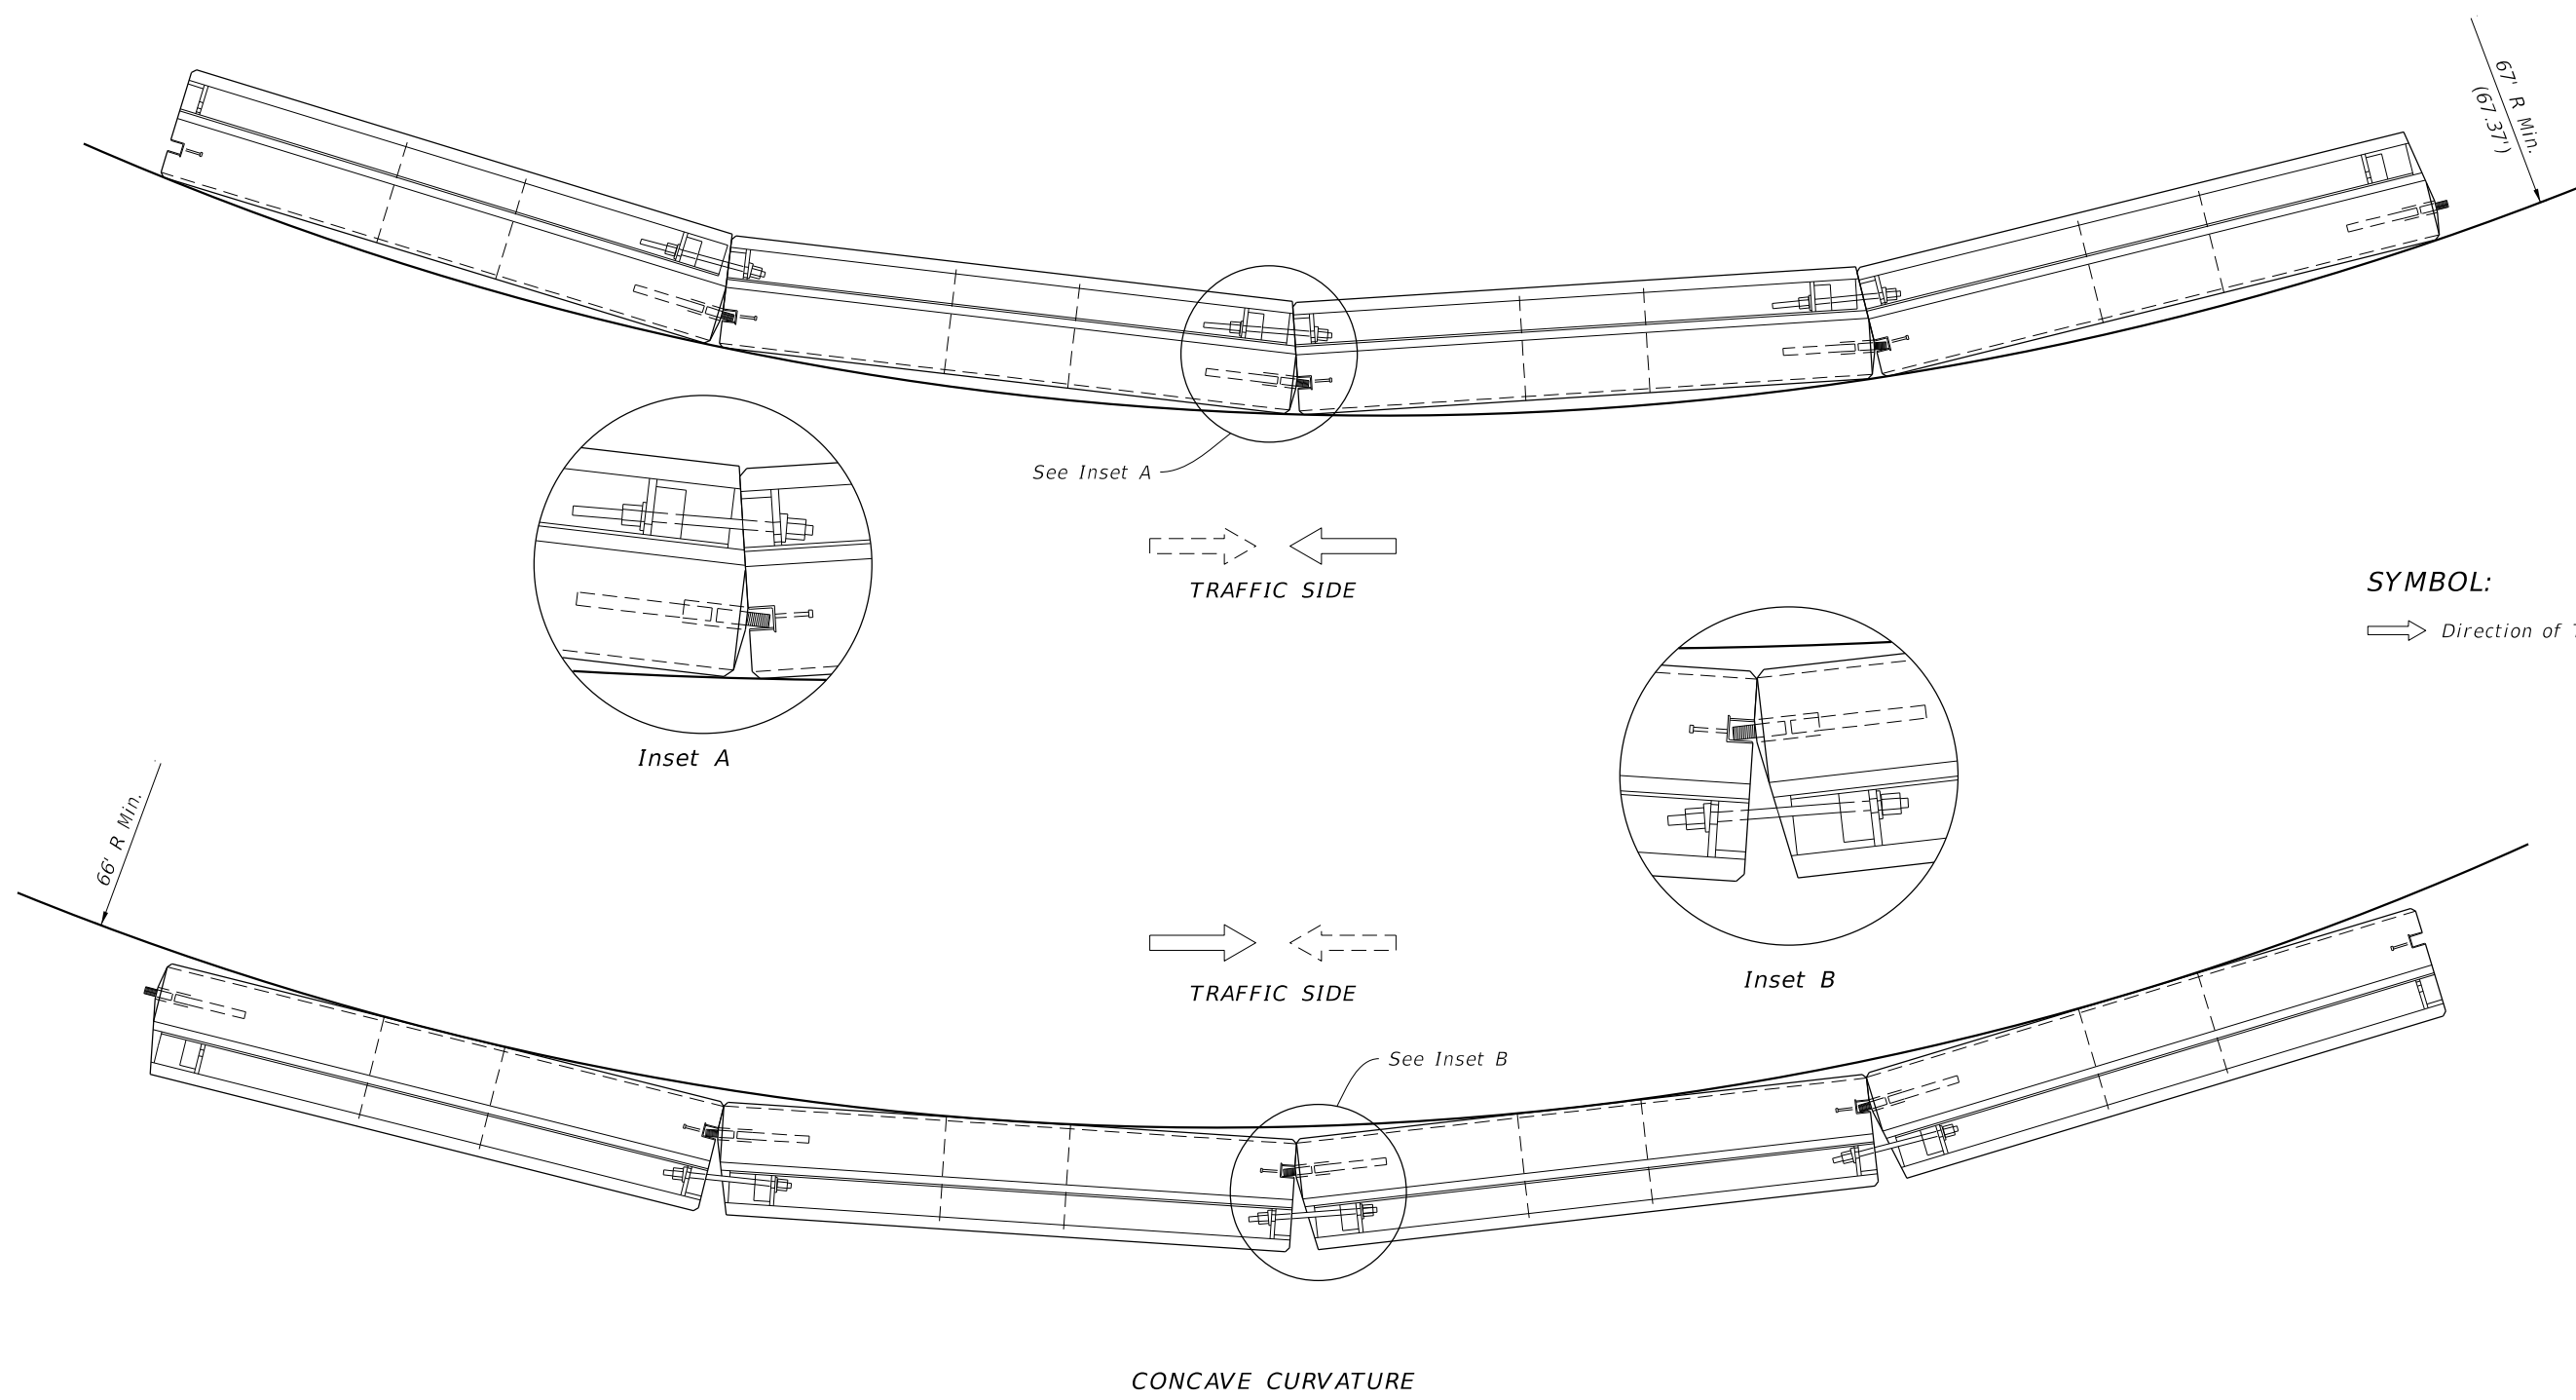 67' R Min.
(67.37')
See Inset A
TRAFFIC SIDE
SYMBOL:
Direction of
Inset A
66' R Min.
Inset B
TRAFFIC SIDE
See Inset B
CONCAVE CURVATURE